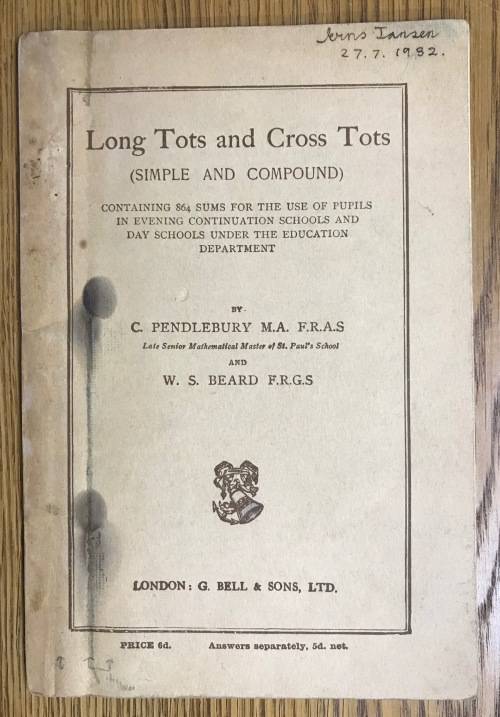 27.7.1932.
Long Tots and Cross Tots
(SIMPLE AND COMPOUND)
CONTAINING 864 SUMS FOR THE USE OF PUPILS
IN EVENING CONTINUATION SCHOOLS AND
DAY SCHOOLS UNDER THE EDUCATION
DEPARTMENT
BY
C. PENDLEBURY M.A. F.R.A.S
Late Senior Mathematical Master of St. Paul's School
AND
W. S. BEARD F.R.G.S
LONDON: G. BELL & SONS, LTD.
PRICE 6d. Answers separately, 5d. net.